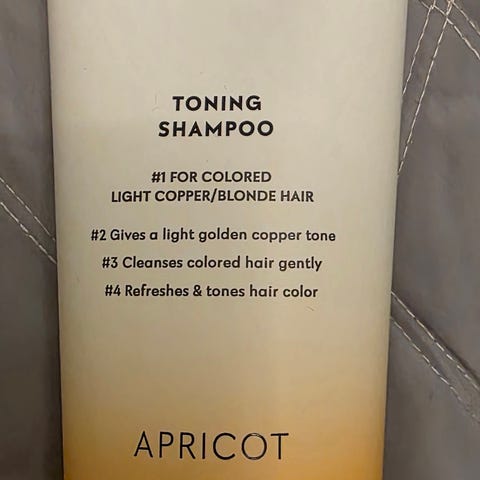 TONING
SHAMPOO
#1 FOR COLORED
LIGHT COPPER/BLONDE HAIR
#2 Gives a light golden copper tone
#3 Cleanses colored hair gently
#4 Refreshes & tones hair color
APRICOT